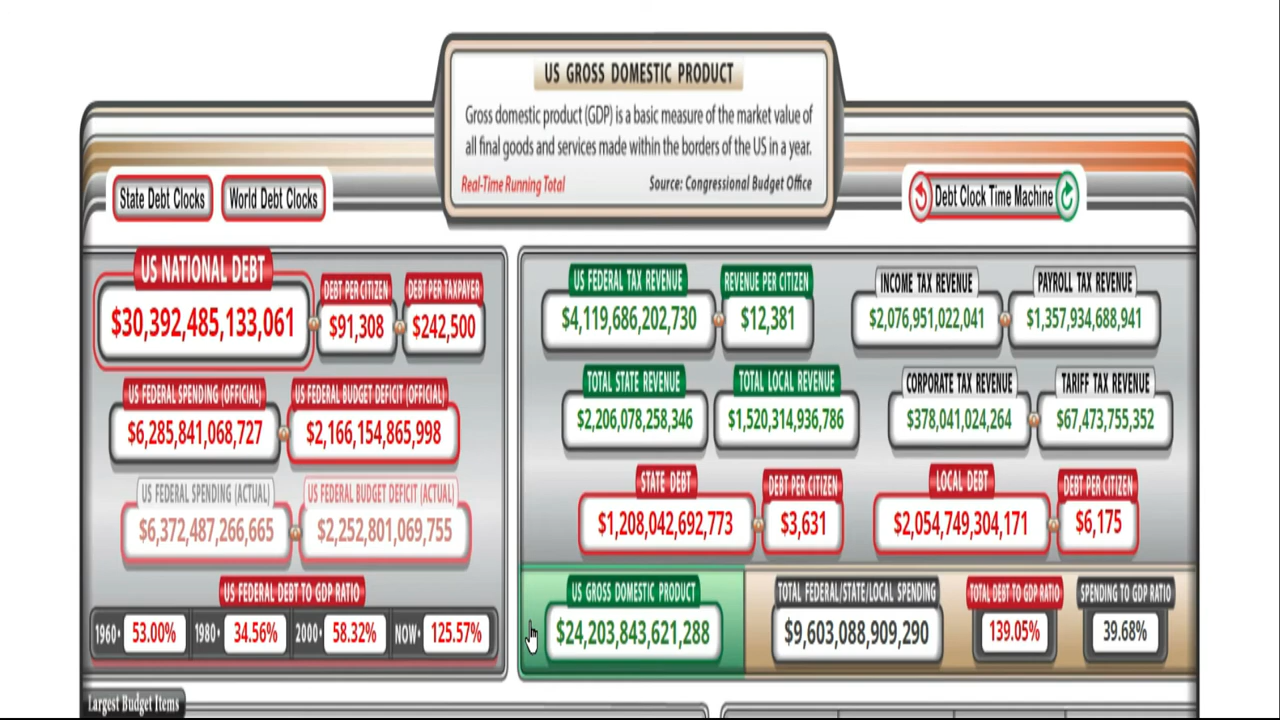 US GROSS DOMESTIC PRODUCT
Gross domestic product (GDP) is a basic measure of the market value of
all final goods and services made within the borders of the US in a year.
Real-Time Running Total Source: Congressional Budget Office
State Debt Clocks World Debt Clocks Debt Clock Time Machine
US NATIONAL DEBT
$30,392,485,133,061
DEBT PER CITIZEN
$91,308
DEBT PER TAXPAYER
$242,500
US FEDERAL SPENDING (OFFICIAL)
$6,285,841,068,727
US FEDERAL BUDGET DEFICIT (OFFICIAL)
$2,166,154,865,998
US FEDERAL SPENDING (ACTUAL)
$6,372,487,266,665
US FEDERAL BUDGET DEFICIT (ACTUAL)
$2,252,801,069,755
US FEDERAL DEBT TO GDP RATIO
1960• 53.00% 1980• 34.56% 2000• 58.32% NOW• 125.57%
US FEDERAL TAX REVENUE
$4,119,686,202,730
REVENUE PER CITIZEN
$12,381
INCOME TAX REVENUE
$2,076,951,022,041
PAYROLL TAX REVENUE
$1,357,934,688,941
TOTAL STATE REVENUE
$2,206,078,258,346
TOTAL LOCAL REVENUE
$1,520,314,936,786
CORPORATE TAX REVENUE
$378,041,024,264
TARIFF TAX REVENUE
$67,473,755,352
STATE DEBT
$1,208,042,692,773
DEBT PER CITIZEN
$3,631
LOCAL DEBT
$2,054,749,304,171
DEBT PER CITIZEN
$6,175
US GROSS DOMESTIC PRODUCT
$24,203,843,621,288
TOTAL FEDERAL/STATE/LOCAL SPENDING
$9,603,088,909,290
TOTAL DEBT TO GDP RATIO
139.05%
SPENDING TO GDP RATIO
39.68%
Largest Budget Items